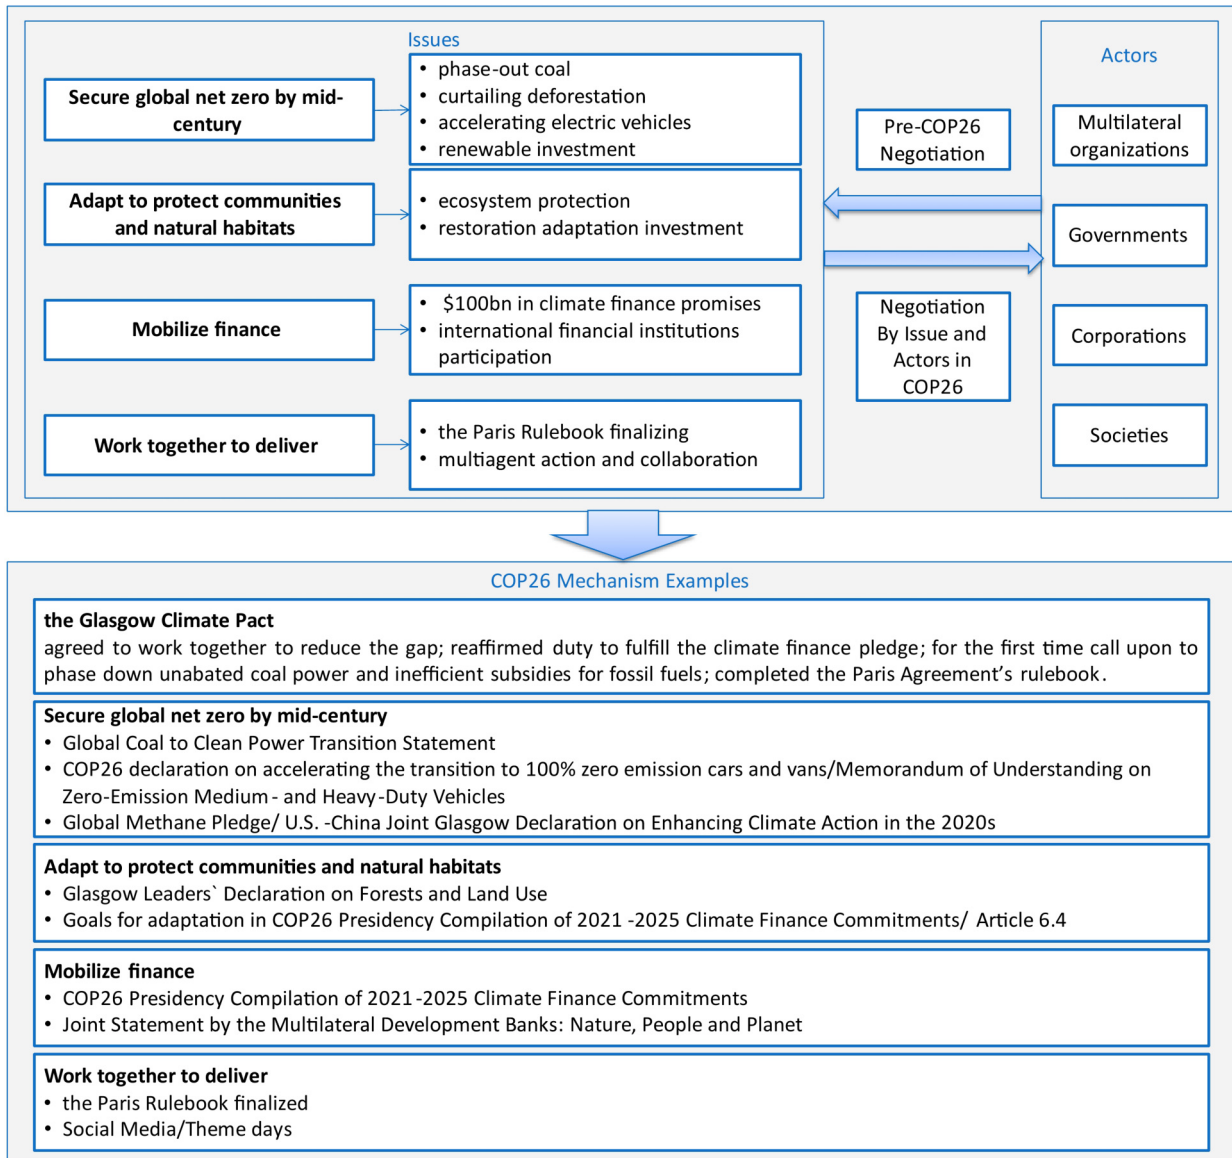 Issues
Secure global net zero by mid-
century
• phase-out coal
• curtailing deforestation
• accelerating electric vehicles
• renewable investment
Adapt to protect communities
and natural habitats
• ecosystem protection
• restoration adaptation investment
Mobilize finance
• $100bn in climate finance promises
• international financial institutions
participation
Work together to deliver
• the Paris Rulebook finalizing
• multiagent action and collaboration
Pre-COP26
Negotiation
Negotiation
By Issue and
Actors in
COP26
Actors
Multilateral
organizations
Governments
Corporations
Societies
COP26 Mechanism Examples
the Glasgow Climate Pact
agreed to work together to reduce the gap; reaffirmed duty to fulfill the climate finance pledge; for the first time call upon to
phase down unabated coal power and inefficient subsidies for fossil fuels; completed the Paris Agreement's rulebook.
Secure global net zero by mid-century
• Global Coal to Clean Power Transition Statement
• COP26 declaration on accelerating the transition to 100% zero emission cars and vans/Memorandum of Understanding on
Zero-Emission Medium- and Heavy-Duty Vehicles
• Global Methane Pledge/ U.S. -China Joint Glasgow Declaration on Enhancing Climate Action in the 2020s
Adapt to protect communities and natural habitats
• Glasgow Leaders` Declaration on Forests and Land Use
• Goals for adaptation in COP26 Presidency Compilation of 2021 -2025 Climate Finance Commitments/ Article 6.4
Mobilize finance
• COP26 Presidency Compilation of 2021-2025 Climate Finance Commitments
• Joint Statement by the Multilateral Development Banks: Nature, People and Planet
Work together to deliver
• the Paris Rulebook finalized
• Social Media/Theme days